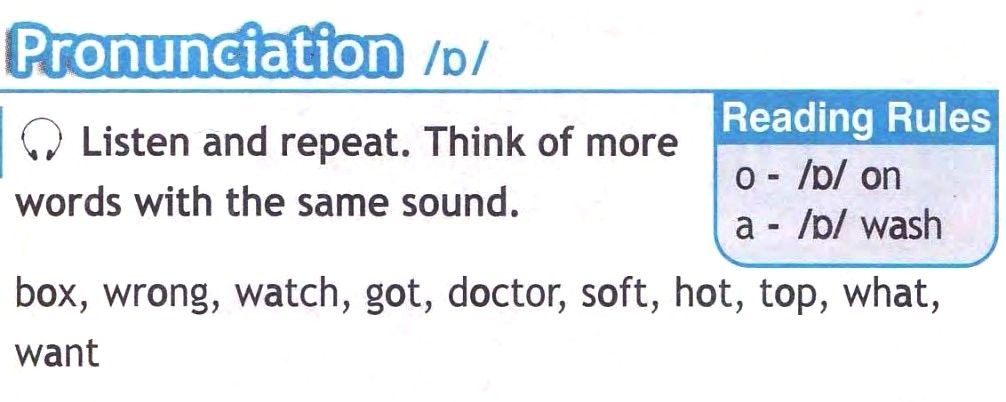 Pronunciation /ɒ/
Listen and repeat. Think of more
words with the same sound.
Reading Rules
o - /ɒ/ on
a - /ɒ/ wash
box, wrong, watch, got, doctor, soft, hot, top, what,
want